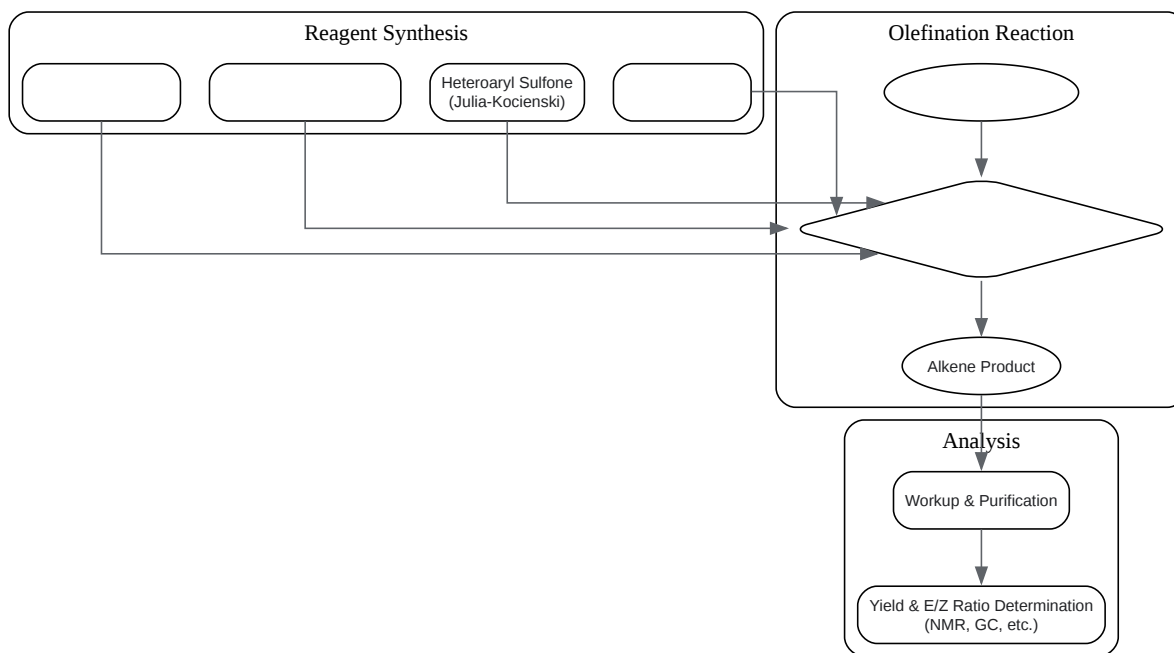 Reagent Synthesis
Olefination Reaction
Heteroaryl Sulfone
(Julia-Kocienski)
Alkene Product
Analysis
Workup & Purification
Yield & E/Z Ratio Determination
(NMR, GC, etc.)